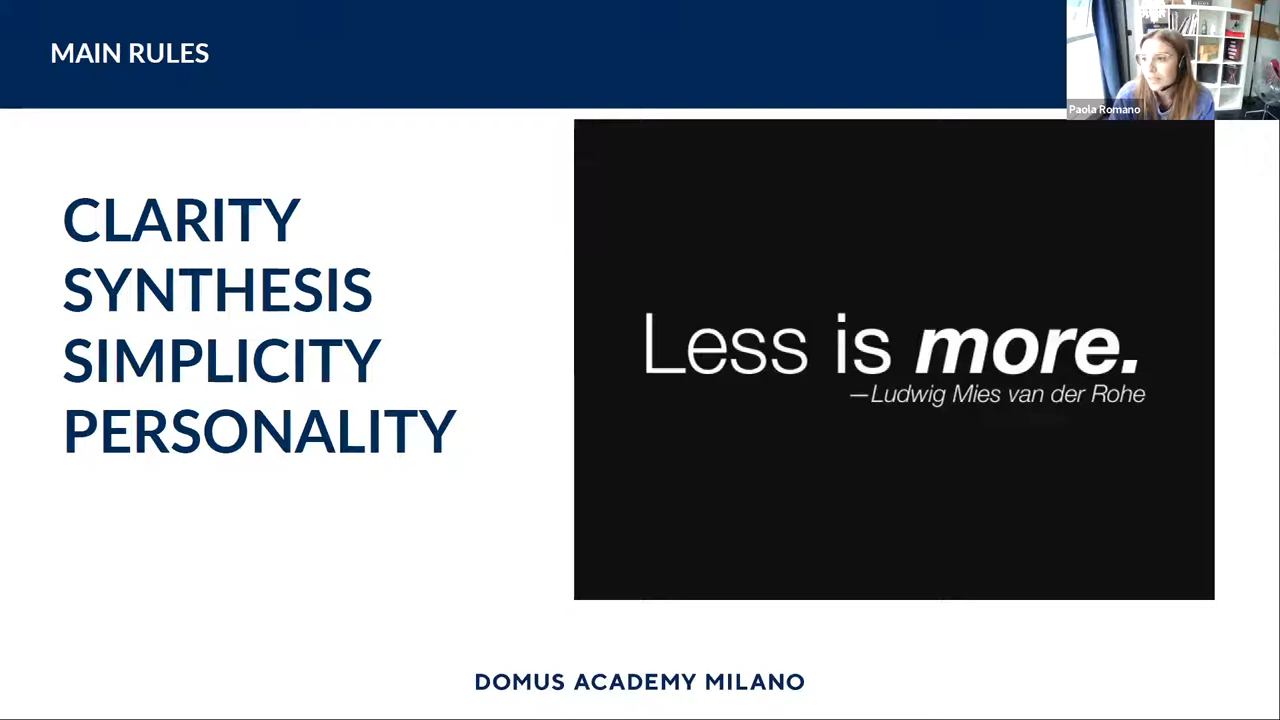 MAIN RULES
Paola Romano
CLARITY
SYNTHESIS
SIMPLICITY
PERSONALITY
Less is more.
—Ludwig Mies van der Rohe
DOMUS ACADEMY MILANO